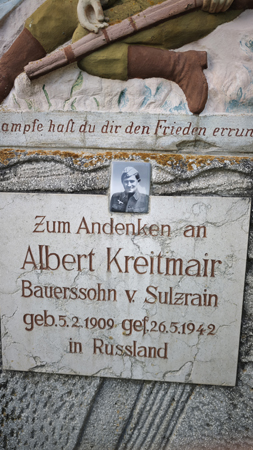 ampfe hast du dir den Frieden errun
Zum Andenken an
Albert Kreitmair
Bauerssohn v. Sulzrain
geb. 5.2.1909 gef. 26.5.1942
in Russland